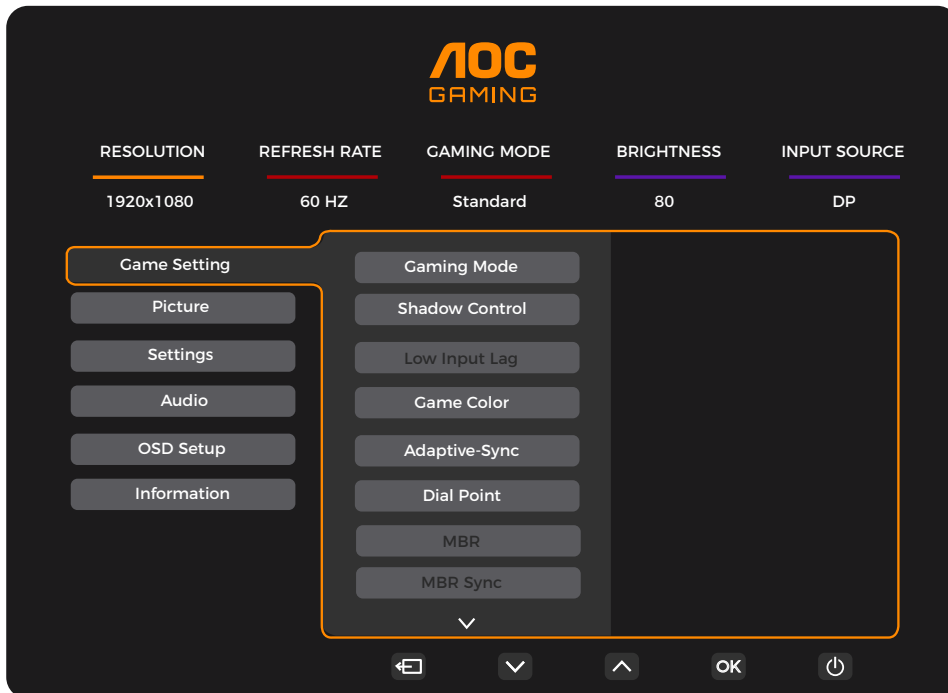 AOC
GAMING
RESOLUTION REFRESH RATE GAMING MODE BRIGHTNESS INPUT SOURCE
1920x1080 60 HZ Standard 80 DP
Game Setting
Picture
Settings
Audio
OSD Setup
Information
Gaming Mode
Shadow Control
Low Input Lag
Game Color
Adaptive-Sync
Dial Point
MBR
MBR Sync
OK